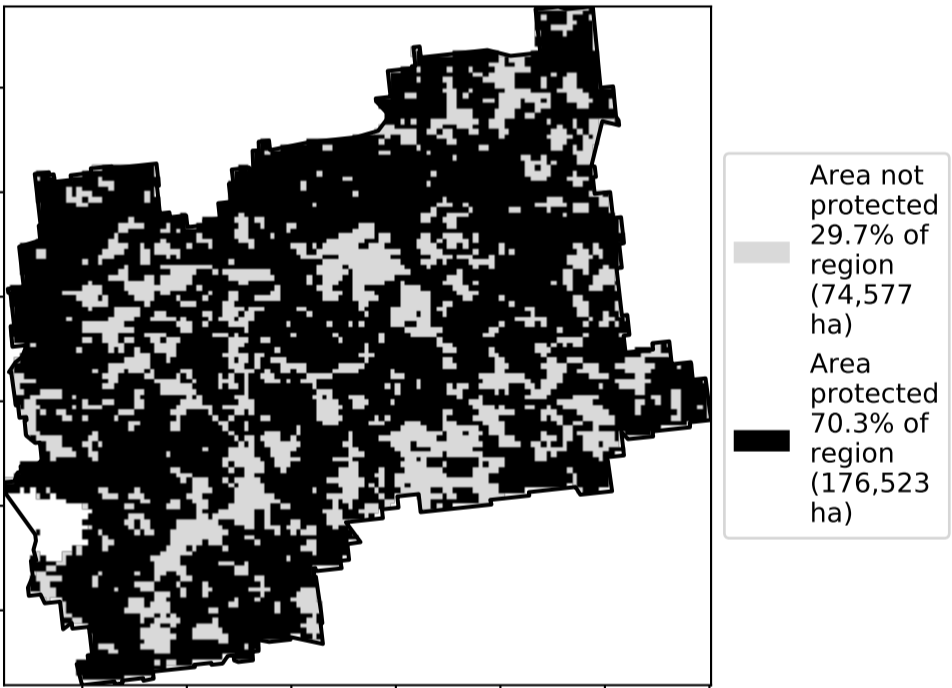 Area not
protected
29.7% of
region
(74,577
ha)
Area
protected
70.3% of
region
(176,523
ha)